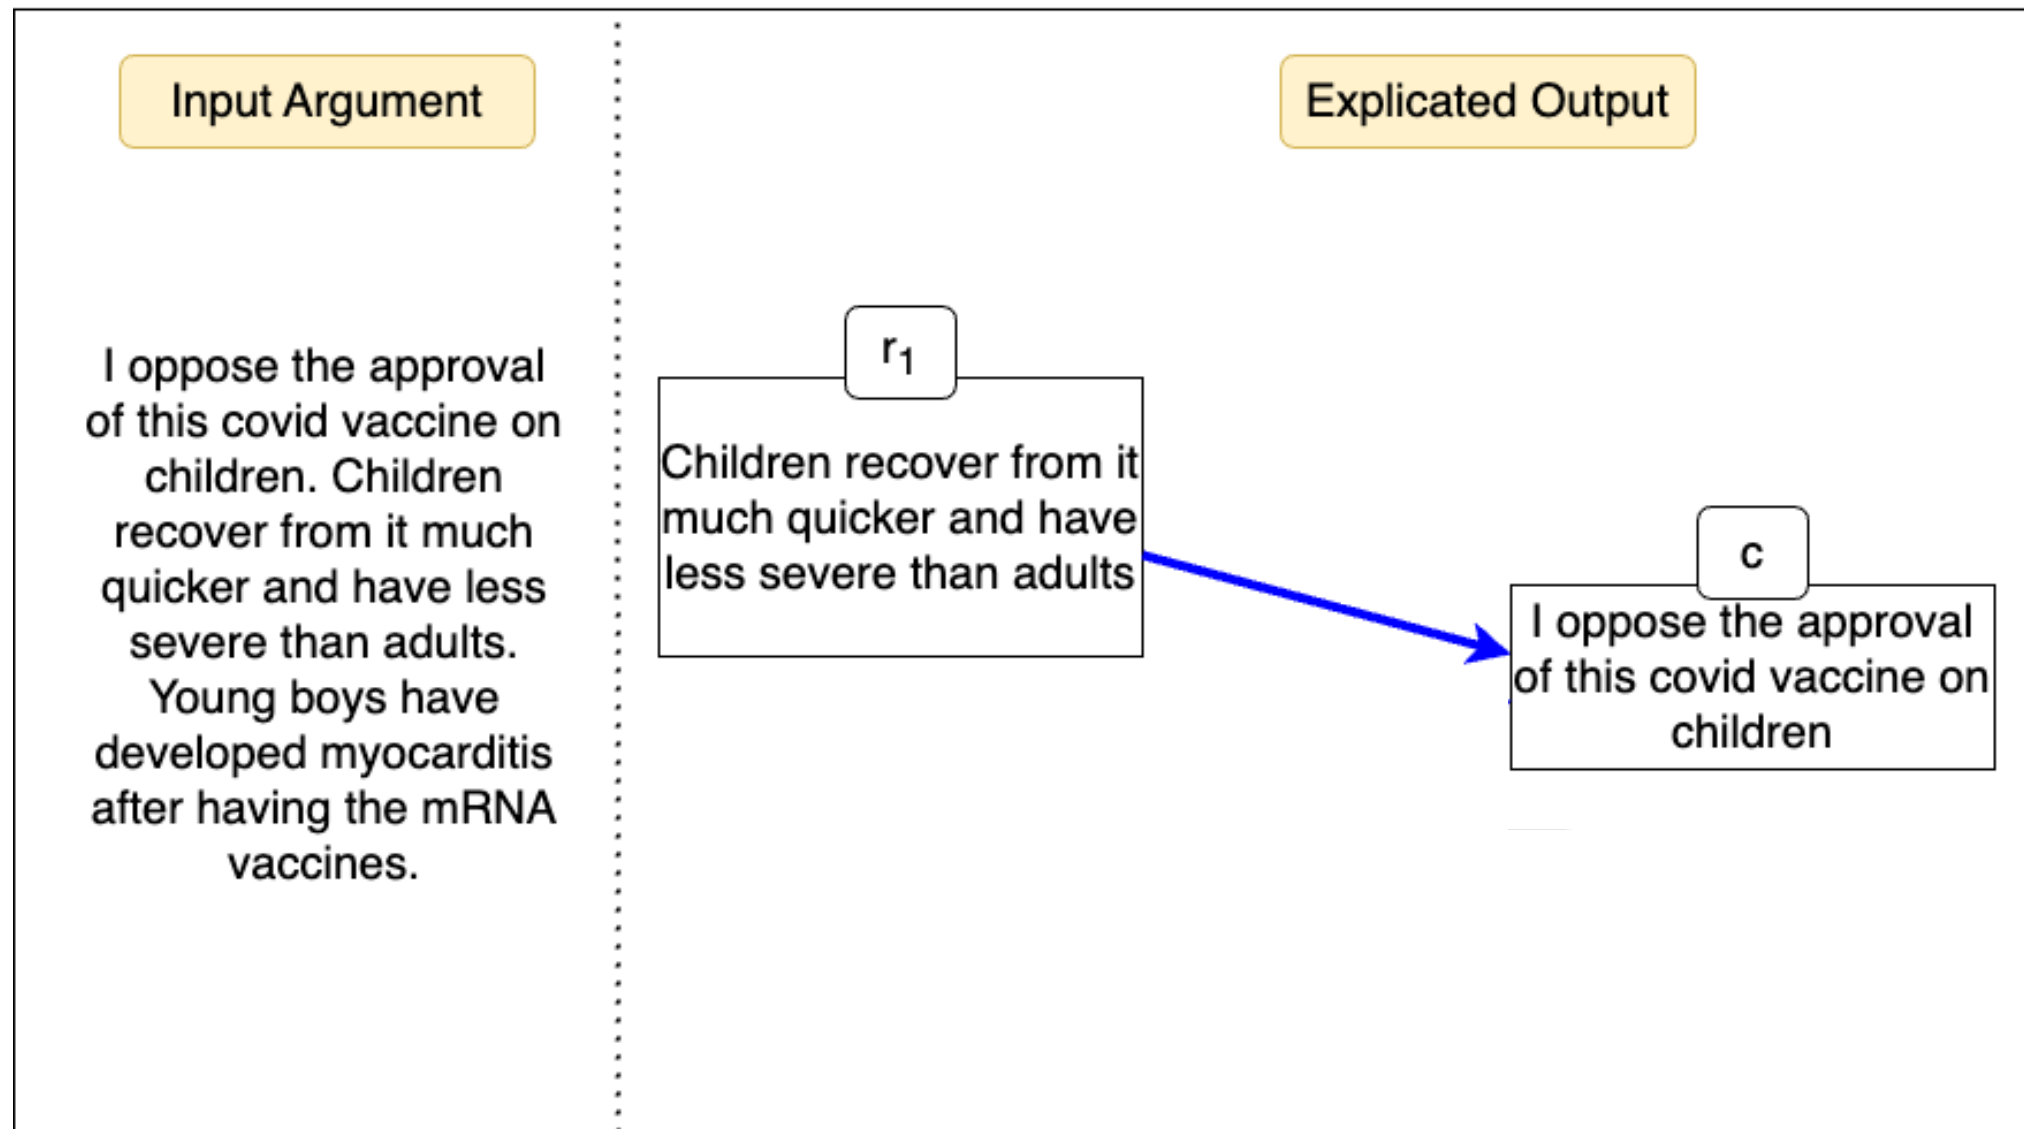 Input Argument
Explicated Output
I oppose the approval
of this covid vaccine on
children. Children
recover from it much
quicker and have less
severe than adults.
Young boys have
developed myocarditis
after having the mRNA
vaccines.
r₁
Children recover from it
much quicker and have
less severe than adults
c
I oppose the approval
of this covid vaccine on
children